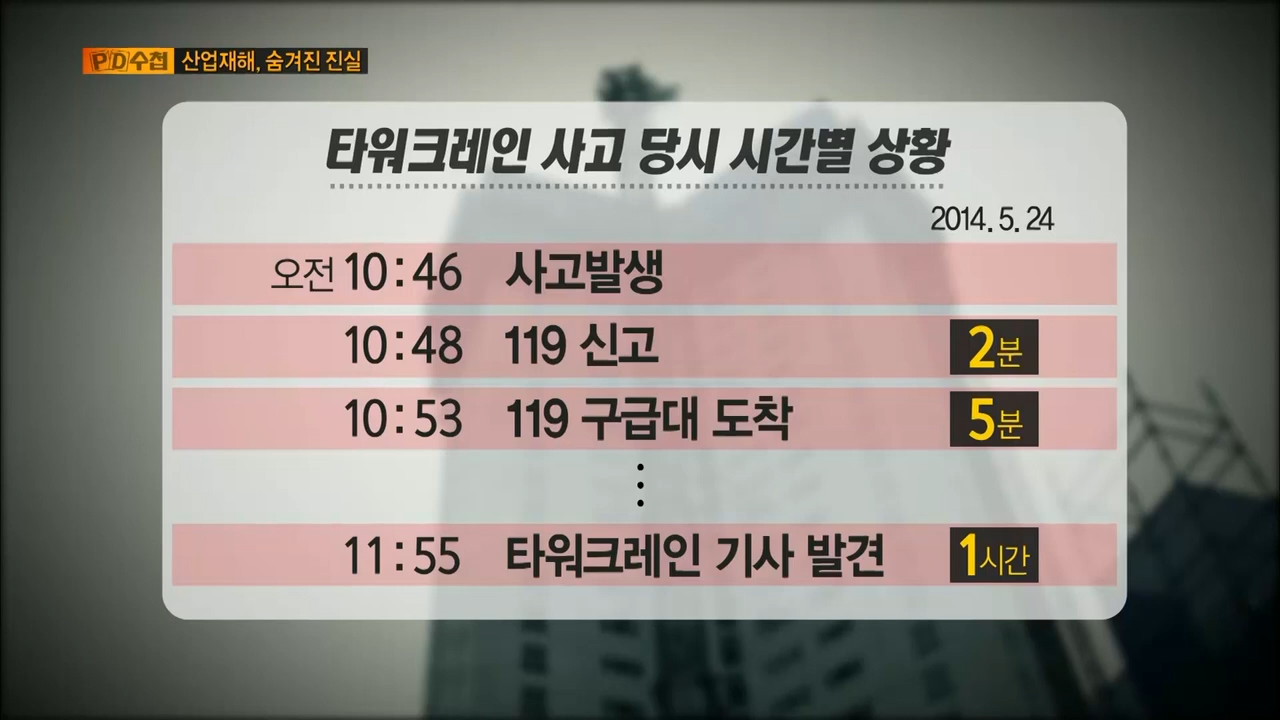 PD수첩 산업재해, 숨겨진 진실
타워크레인 사고 당시 시간별 상황
2014. 5. 24
오전 10:46 사고발생
10:48 119 신고 2분
10:53 119 구급대 도착 5분
11:55 타워크레인 기사 발견 1시간